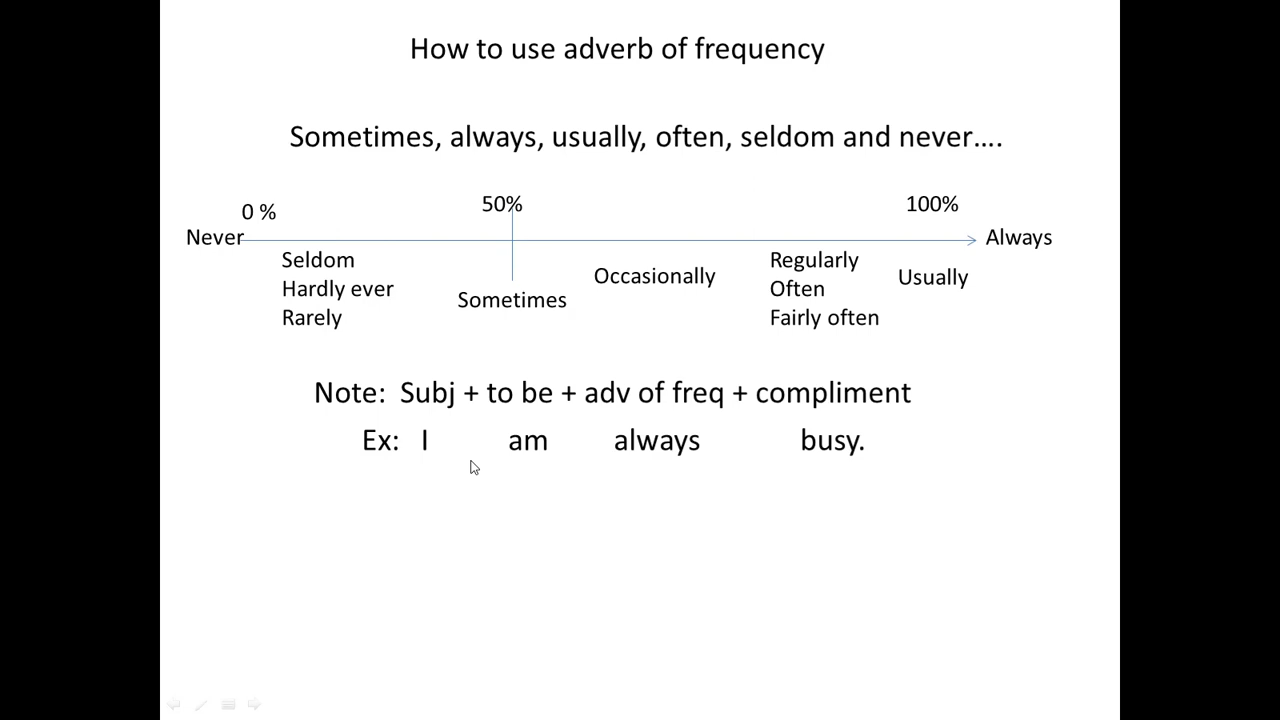 How to use adverb of frequency
Sometimes, always, usually, often, seldom and never....
0 % 50% 100%
Never Always
Seldom
Hardly ever
Rarely
Sometimes
Occasionally
Regularly
Often
Fairly often
Usually
Note: Subj + to be + adv of freq + compliment
Ex: I am always busy.